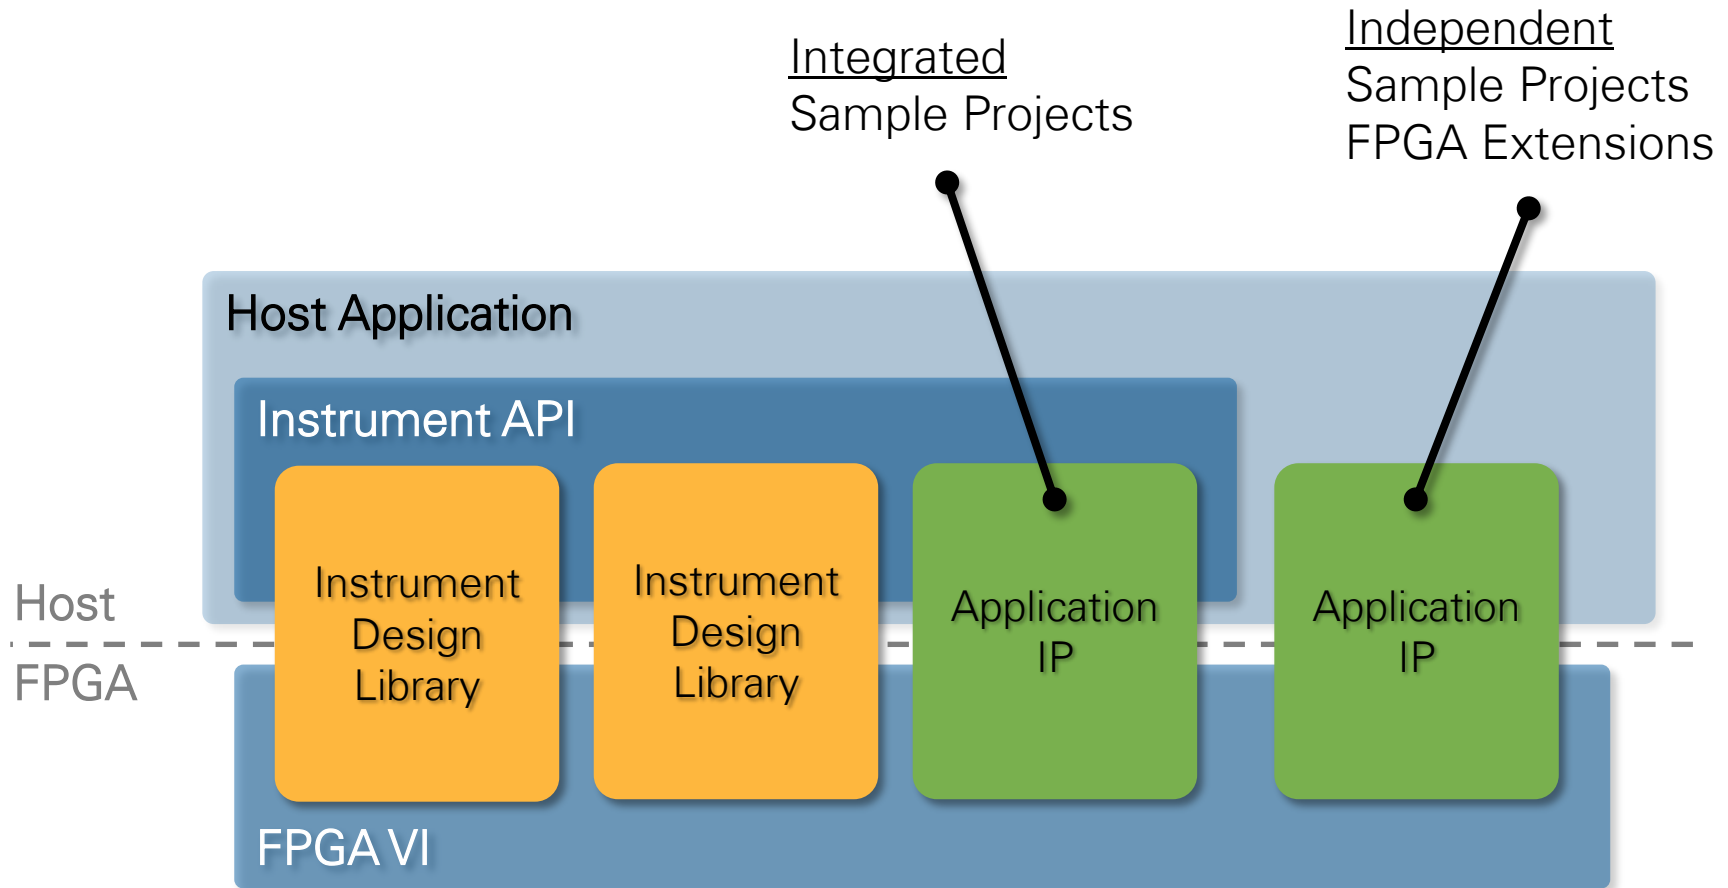 Integrated
Sample Projects
Independent
Sample Projects
FPGA Extensions
Host Application
Instrument API
Instrument
Design
Library
Instrument
Design
Library
Application
IP
Application
IP
Host
FPGA
FPGA VI